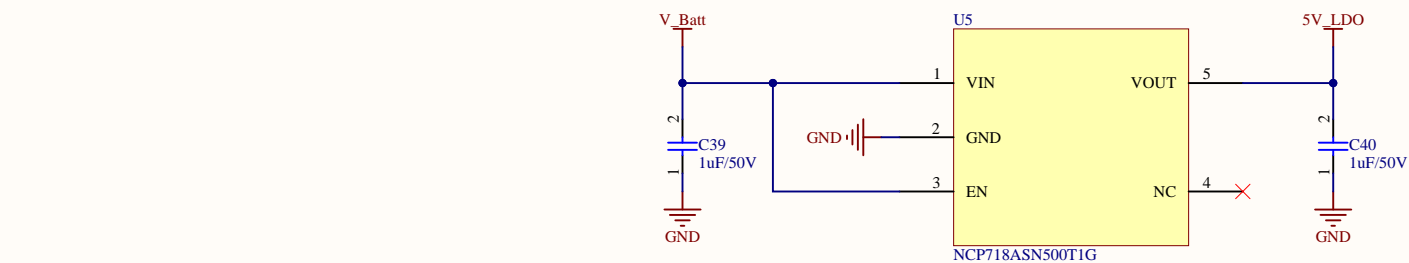 V_Batt
U5
5V_LDO
1
VIN
VOUT
5
2
C39
1uF/50V
1
GND
GND
2
GND
2
C40
1uF/50V
1
GND
3
EN
NC
4
NCP718ASN500T1G